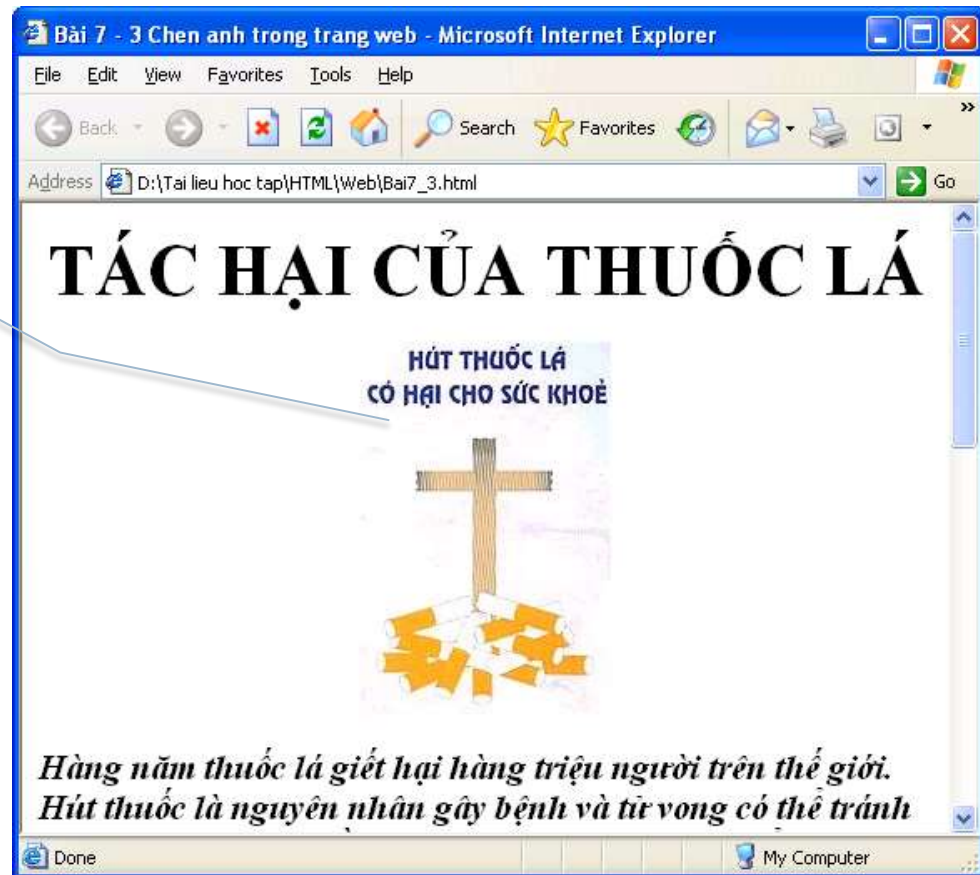 Bài 7 - 3 Chen anh trong trang web - Microsoft Internet Explorer
File Edit View Favorites Tools Help
Back Search Favorites »
Address D:\Tai lieu hoc tap\HTML\Web\Bai7_3.html Go
TÁC HẠI CỦA THUỐC LÁ
HÚT THUỐC LÁ
CÓ HẠI CHO SỨC KHOẺ
Hàng năm thuốc lá giết hại hàng triệu người trên thế giới.
Hút thuốc là nguyên nhân gây bệnh và tử vong có thể tránh
Done My Computer